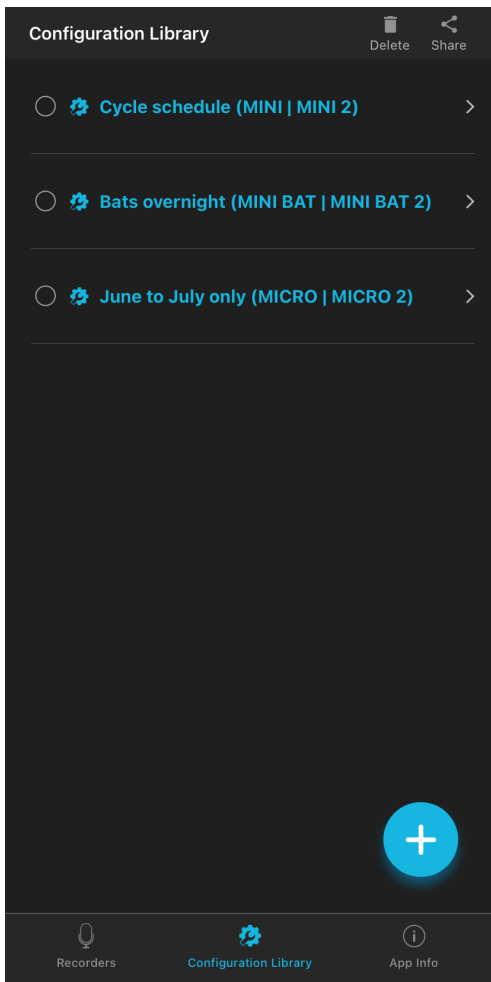 Configuration Library
Delete Share
Cycle schedule (MINI | MINI 2)
Bats overnight (MINI BAT | MINI BAT 2)
June to July only (MICRO | MICRO 2)
Recorders Configuration Library App Info